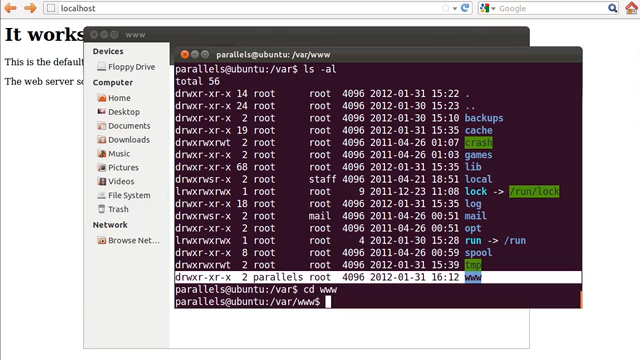 localhost
Google
It works
This is the default
The web server so
www
Devices
Floppy Drive
Computer
Home
Desktop
Documents
Downloads
Music
Pictures
Videos
File System
Trash
Network
Browse Net...
parallels@ubuntu: /var/www
parallels@ubuntu:/var$ ls -al
total 56
drwxr-xr-x 14 root root 4096 2012-01-31 15:22 .
drwxr-xr-x 24 root root 4096 2012-01-30 15:23 ..
drwxr-xr-x 2 root root 4096 2012-01-30 15:10 backups
drwxr-xr-x 19 root root 4096 2012-01-31 15:35 cache
drwxrwxrwt 2 root root 4096 2011-04-26 01:07 crash
drwxr-xr-x 2 root root 4096 2011-04-26 01:03 games
drwxr-xr-x 68 root root 4096 2012-01-31 15:35 lib
drwxrwsr-x 2 root staff 4096 2011-04-21 18:51 local
lrwxrwxrwx 1 root root 9 2011-12-23 11:08 lock -> /run/lock
drwxr-xr-x 18 root root 4096 2012-01-31 15:35 log
drwxrwsr-x 2 root mail 4096 2011-04-26 00:51 mail
drwxr-xr-x 2 root root 4096 2011-04-26 00:51 opt
lrwxrwxrwx 1 root root 4 2012-01-30 15:28 run -> /run
drwxr-xr-x 8 root root 4096 2011-04-26 00:59 spool
drwxrwxrwt 2 root root 4096 2012-01-31 15:39 tmp
drwxr-xr-x 2 parallels root 4096 2012-01-31 16:12 www
parallels@ubuntu:/var$ cd www
parallels@ubuntu:/var/www$